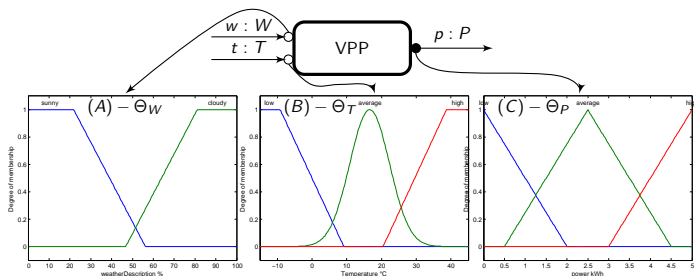 w : W
t : T
VPP
p : P
(A) − Θ_W
sunny
cloudy
Degree of membership
1
0.8
0.6
0.4
0.2
0
0 10 20 30 40 50 60 70 80 90 100
weatherDescription %
(B) − Θ_T
low
average
high
Degree of membership
1
0.8
0.6
0.4
0.2
0
−10 0 10 20 30 40
Temperature °C
(C) − Θ_P
low
average
high
Degree of membership
1
0.8
0.6
0.4
0.2
0
0 0.5 1 1.5 2 2.5 3 3.5 4 4.5 5
power kWh